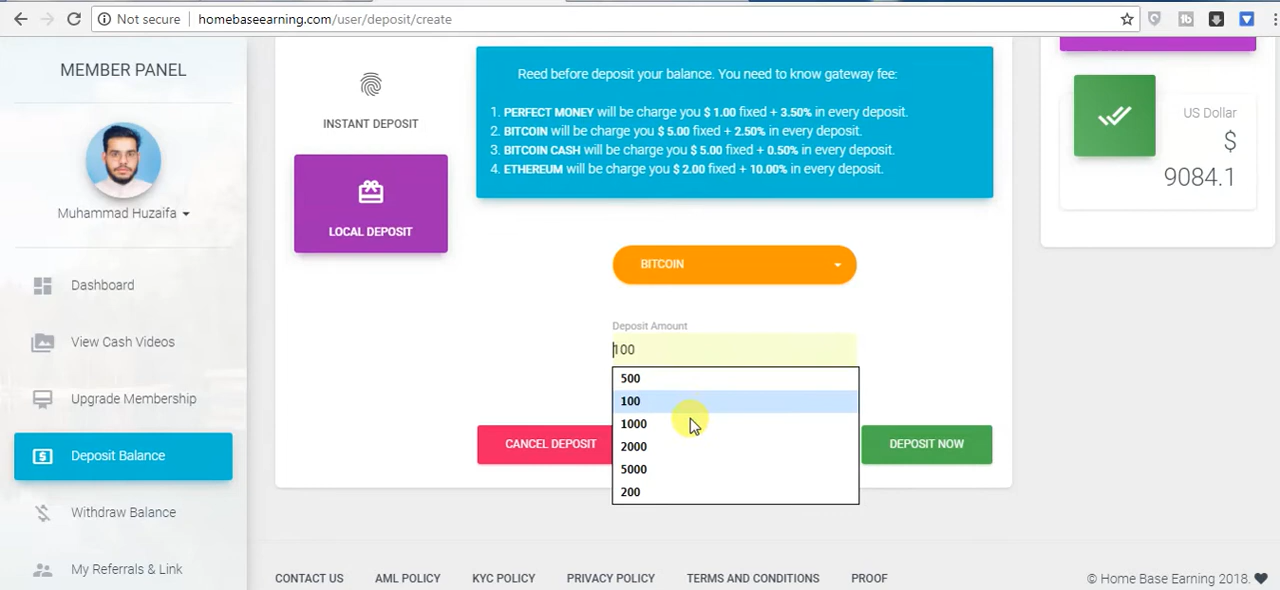 Not secure | homebaseearning.com/user/deposit/create
MEMBER PANEL
Muhammad Huzaifa
Dashboard
View Cash Videos
Upgrade Membership
Deposit Balance
Withdraw Balance
My Referrals & Link
INSTANT DEPOSIT
LOCAL DEPOSIT
Reed before deposit your balance. You need to know gateway fee:
1. PERFECT MONEY will be charge you $ 1.00 fixed + 3.50% in every deposit.
2. BITCOIN will be charge you $ 5.00 fixed + 2.50% in every deposit.
3. BITCOIN CASH will be charge you $ 5.00 fixed + 0.50% in every deposit.
4. ETHEREUM will be charge you $ 2.00 fixed + 10.00% in every deposit.
BITCOIN
Deposit Amount
100
500
100
1000
2000
5000
200
CANCEL DEPOSIT
DEPOSIT NOW
US Dollar
$
9084.1
CONTACT US AML POLICY KYC POLICY PRIVACY POLICY TERMS AND CONDITIONS PROOF
© Home Base Earning 2018.